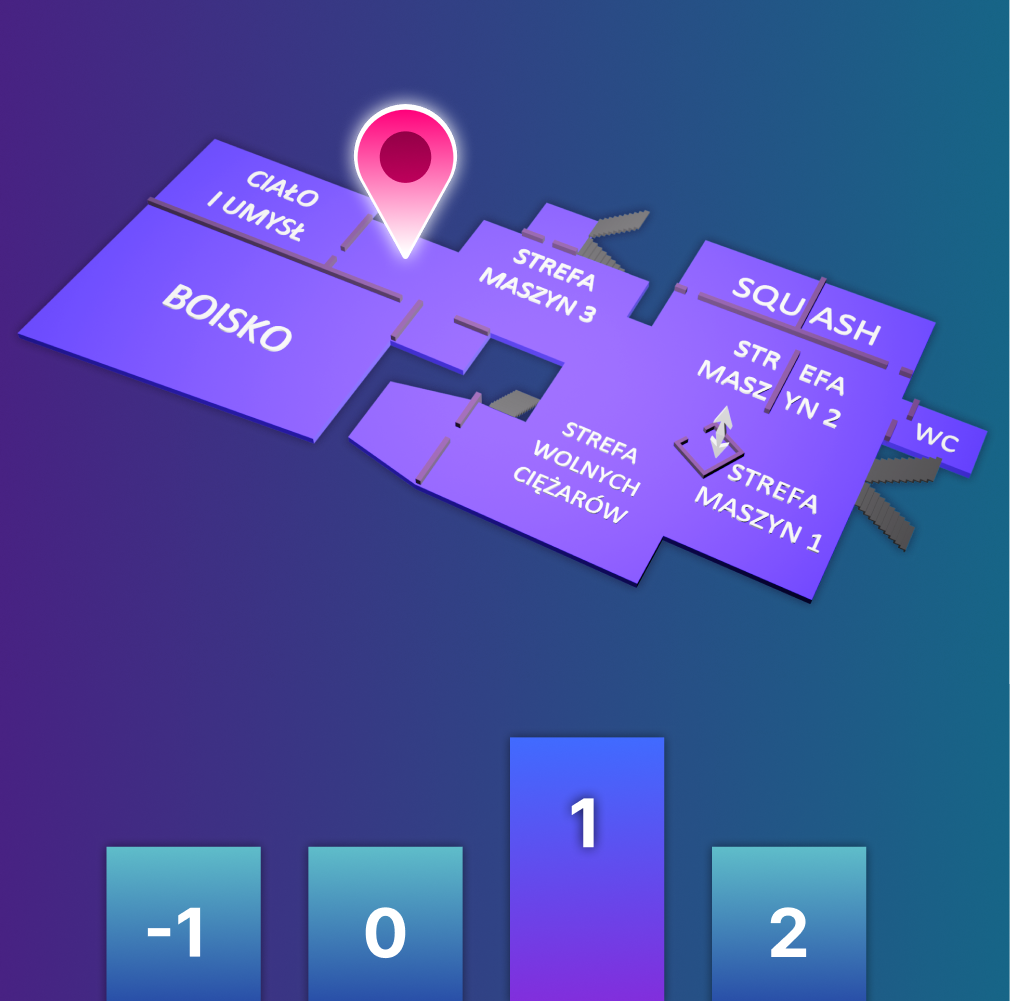 CIAŁO
I UMYSŁ
BOISKO
STREFA
MASZYN 3
SQUASH
STREFA
MASZYN 2
WC
STREFA
WOLNYCH
CIĘŻARÓW
STREFA
MASZYN 1
-1
0
1
2